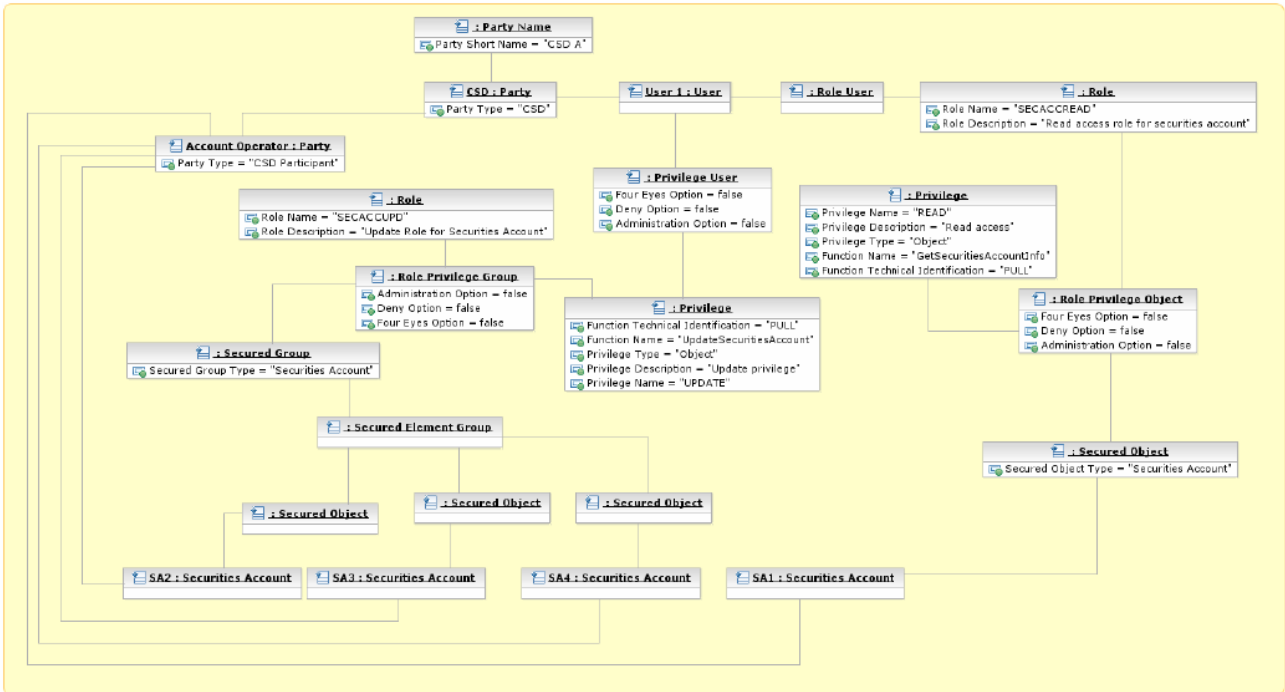 : Party Name
Party Short Name = "CSD A"
CSD : Party
Party Type = "CSD"
User 1 : User
: Role User
: Role
Role Name = "SECACCREAD"
Role Description = "Read access role for securities account"
Account Operator : Party
Party Type = "CSD Participant"
: Privilege User
Four Eyes Option = false
Deny Option = false
Administration Option = false
: Role
Role Name = "SECACCUPD"
Role Description = "Update Role for Securities Account"
: Privilege
Privilege Name = "READ"
Privilege Description = "Read access"
Privilege Type = "Object"
Function Name = "GetSecuritiesAccountInfo"
Function Technical Identification = "PULL"
: Role Privilege Group
Administration Option = false
Deny Option = false
Four Eyes Option = false
: Privilege
Function Technical Identification = "PULL"
Function Name = "UpdateSecuritiesAccount"
Privilege Type = "Object"
Privilege Description = "Update privilege"
Privilege Name = "UPDATE"
: Role Privilege Object
Four Eyes Option = false
Deny Option = false
Administration Option = false
: Secured Group
Secured Group Type = "Securities Account"
: Secured Element Group
: Secured Object
Secured Object Type = "Securities Account"
: Secured Object
: Secured Object
: Secured Object
SA2 : Securities Account
SA3 : Securities Account
SA4 : Securities Account
SA1 : Securities Account